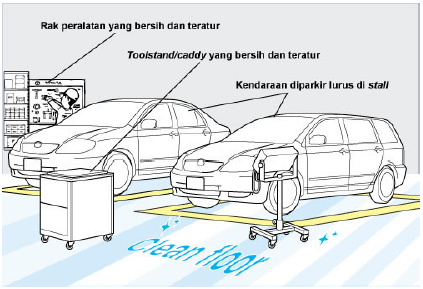 Rak peralatan yang bersih dan teratur
Toolstand/caddy yang bersih dan teratur
Kendaraan diparkir lurus di stall
Clean floor